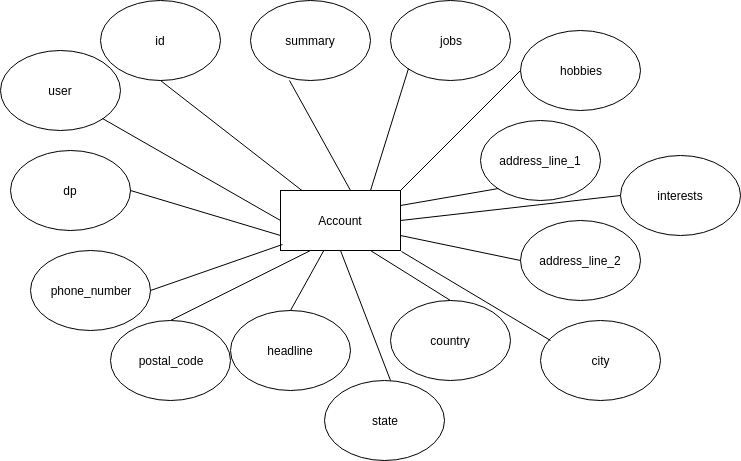 id
summary
jobs
hobbies
user
address_line_1
dp
interests
Account
address_line_2
phone_number
country
headline
postal_code
city
state